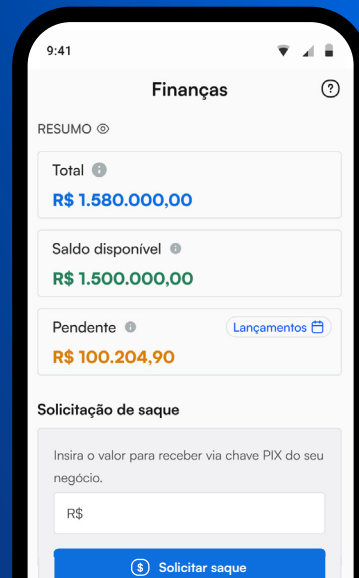 9:41
Finanças
RESUMO
Total
R$ 1.580.000,00
Saldo disponível
R$ 1.500.000,00
Pendente
Lançamentos
R$ 100.204,90
Solicitação de saque
Insira o valor para receber via chave PIX do seu
negócio.
R$
Solicitar saque